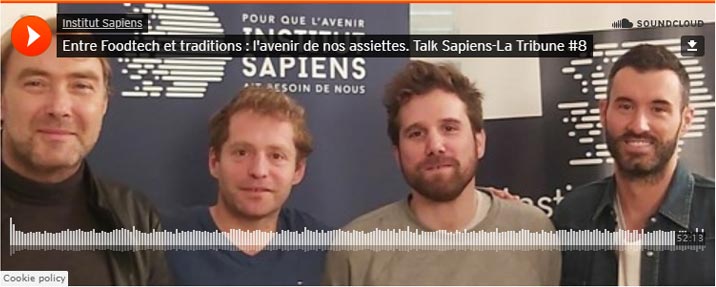 Institut Sapiens
SOUNDCLOUD
Entre Foodtech et traditions : l'avenir de nos assiettes. Talk Sapiens-La Tribune #8
POUR QUE L'AVENIR
INSTITUT
SAPIENS
AIT BESOIN DE NOUS
Insti
52:13
Cookie policy